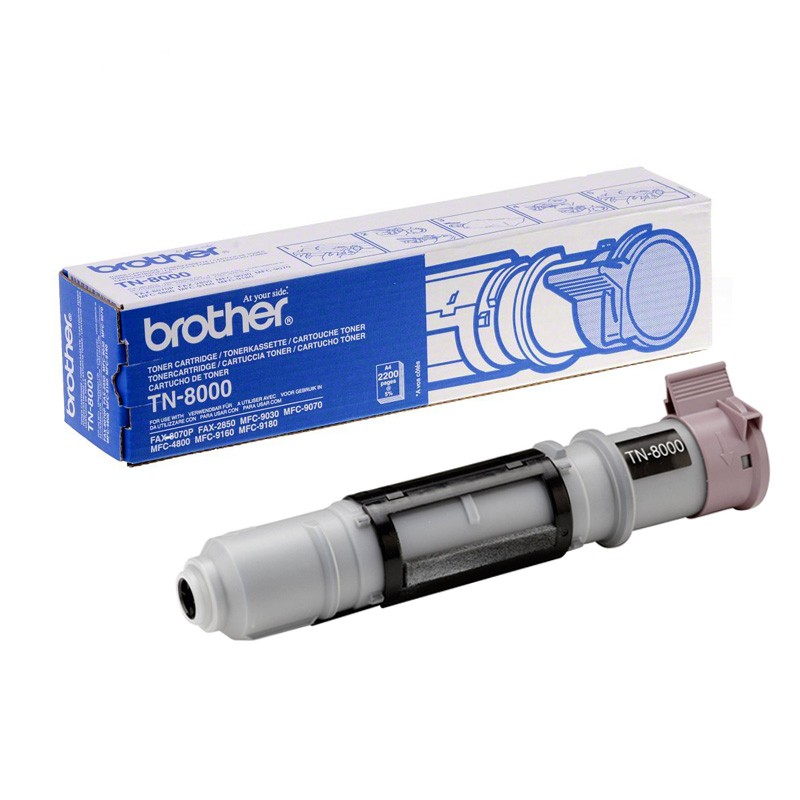 brother
TN-8000
At your side.
brother®
TONER CARTRIDGE / TONERKASSETTE / CARTOUCHE TONER
TONERCARTRIDGE / CARTUCCIA TONER / CARTUCHO TÓNER
CARTUCHO DE TONER
TN-8000
FOR USE WITH VERWENDBAR FÜR A UTILISER AVEC VOOR GEBRUIK IN
DA UTILIZZARE CON PARA USAR CON PARA USAR COM
FAX-8070P FAX-2850 MFC-9030 MFC-9070
MFC-4800 MFC-9160 MFC-9180
A4
2200
pages
@
5%
*A vos côtés
brother
TN-8000
TN-8000